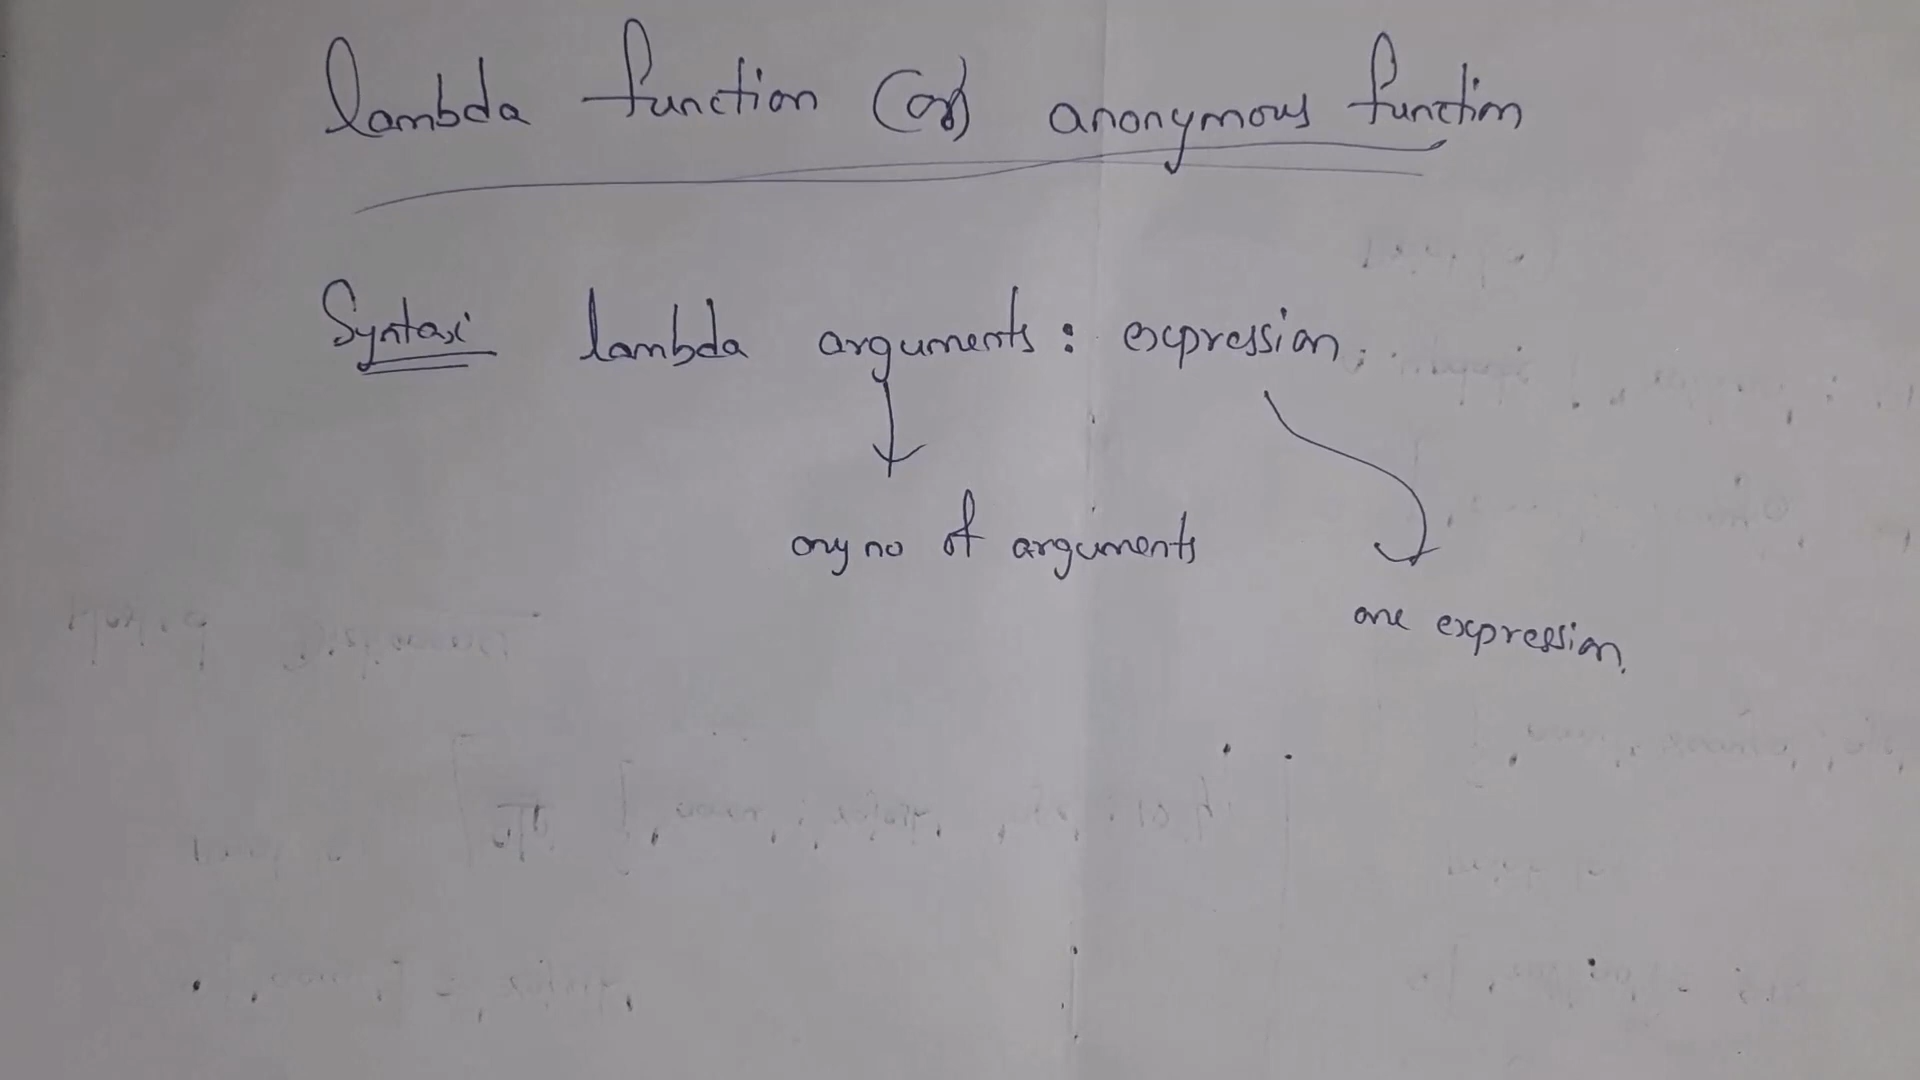 lambda function (or) anonymous function
Syntax: lambda arguments: expression.
any no of arguments
one expression.